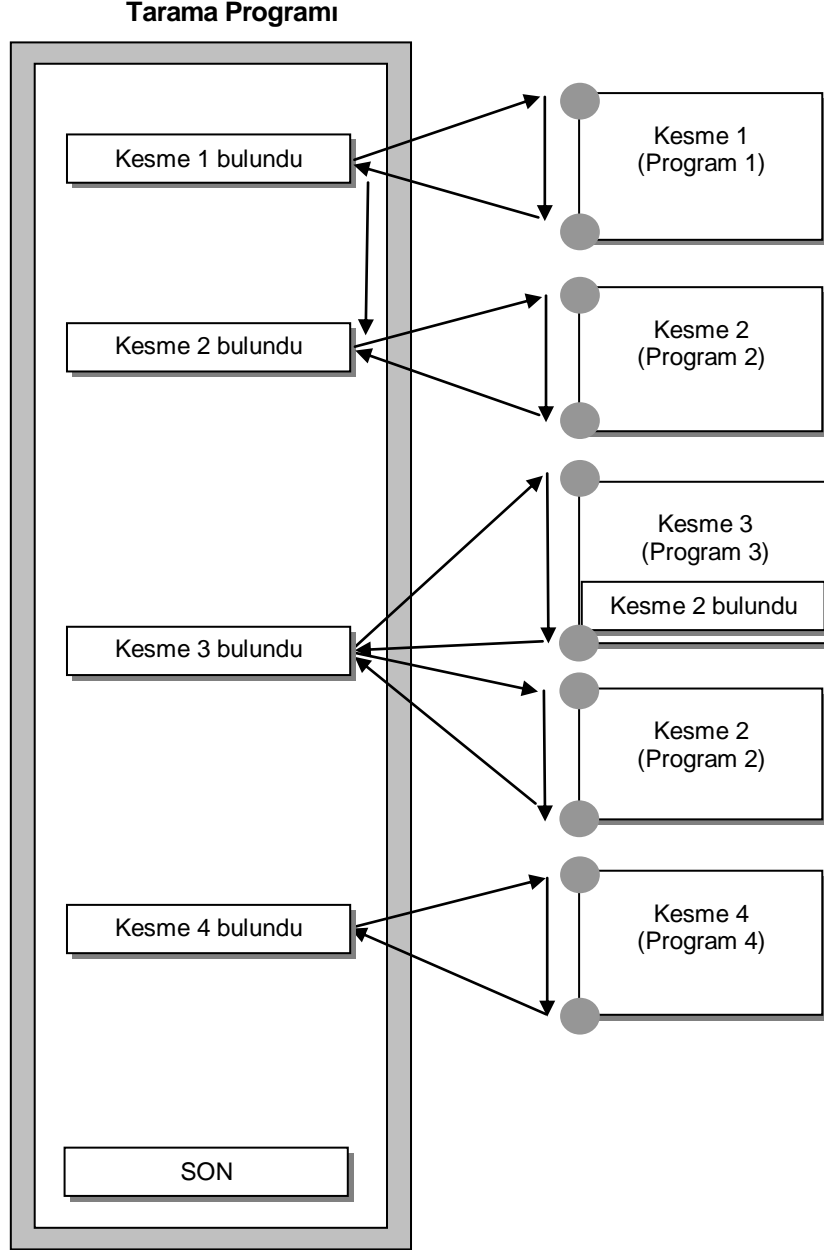 Tarama Programı
Kesme 1 bulundu
Kesme 1
(Program 1)
Kesme 2 bulundu
Kesme 2
(Program 2)
Kesme 3
(Program 3)
Kesme 2 bulundu
Kesme 3 bulundu
Kesme 2
(Program 2)
Kesme 4 bulundu
Kesme 4
(Program 4)
SON